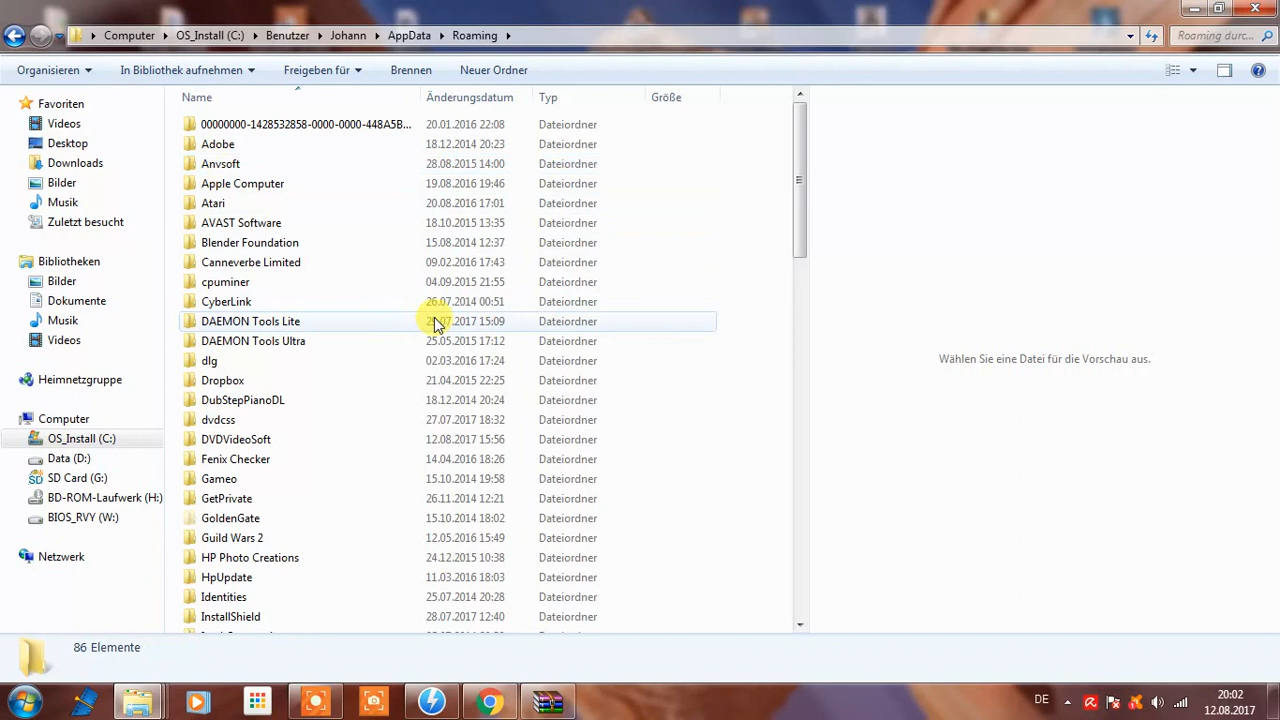 Computer OS_Install (C:) Benutzer Johann AppData Roaming
Roaming durc...
Organisieren In Bibliothek aufnehmen Freigeben für Brennen Neuer Ordner
Name Änderungsdatum Typ Größe
Favoriten
Videos
Desktop
Downloads
Bilder
Musik
Zuletzt besucht
Bibliotheken
Bilder
Dokumente
Musik
Videos
Heimnetzgruppe
Computer
OS_Install (C:)
Data (D:)
SD Card (G:)
BD-ROM-Laufwerk (H:)
BIOS_RVY (W:)
Netzwerk
00000000-1428532858-0000-0000-448A5B... 20.01.2016 22:08 Dateiordner
Adobe 18.12.2014 20:23 Dateiordner
Anvsoft 28.08.2015 14:00 Dateiordner
Apple Computer 19.08.2016 19:46 Dateiordner
Atari 20.08.2016 17:01 Dateiordner
AVAST Software 18.10.2015 13:35 Dateiordner
Blender Foundation 15.08.2014 12:37 Dateiordner
Canneverbe Limited 09.02.2016 17:43 Dateiordner
cpuminer 04.09.2015 21:55 Dateiordner
CyberLink 26.07.2014 00:51 Dateiordner
DAEMON Tools Lite 15:09 Dateiordner
DAEMON Tools Ultra 25.05.2015 17:12 Dateiordner
dlg 02.03.2016 17:24 Dateiordner
Dropbox 21.04.2015 22:25 Dateiordner
DubStepPianoDL 18.12.2014 20:24 Dateiordner
dvdcss 27.07.2017 18:32 Dateiordner
DVDVideoSoft 12.08.2017 15:56 Dateiordner
Fenix Checker 14.04.2016 18:26 Dateiordner
Gameo 15.10.2014 19:58 Dateiordner
GetPrivate 26.11.2014 12:21 Dateiordner
GoldenGate 15.10.2014 18:02 Dateiordner
Guild Wars 2 12.05.2016 15:49 Dateiordner
HP Photo Creations 24.12.2015 10:38 Dateiordner
HpUpdate 11.03.2016 18:03 Dateiordner
Identities 25.07.2014 20:28 Dateiordner
InstallShield 28.07.2017 12:40 Dateiordner
Wählen Sie eine Datei für die Vorschau aus.
86 Elemente
DE
20:02
12.08.2017